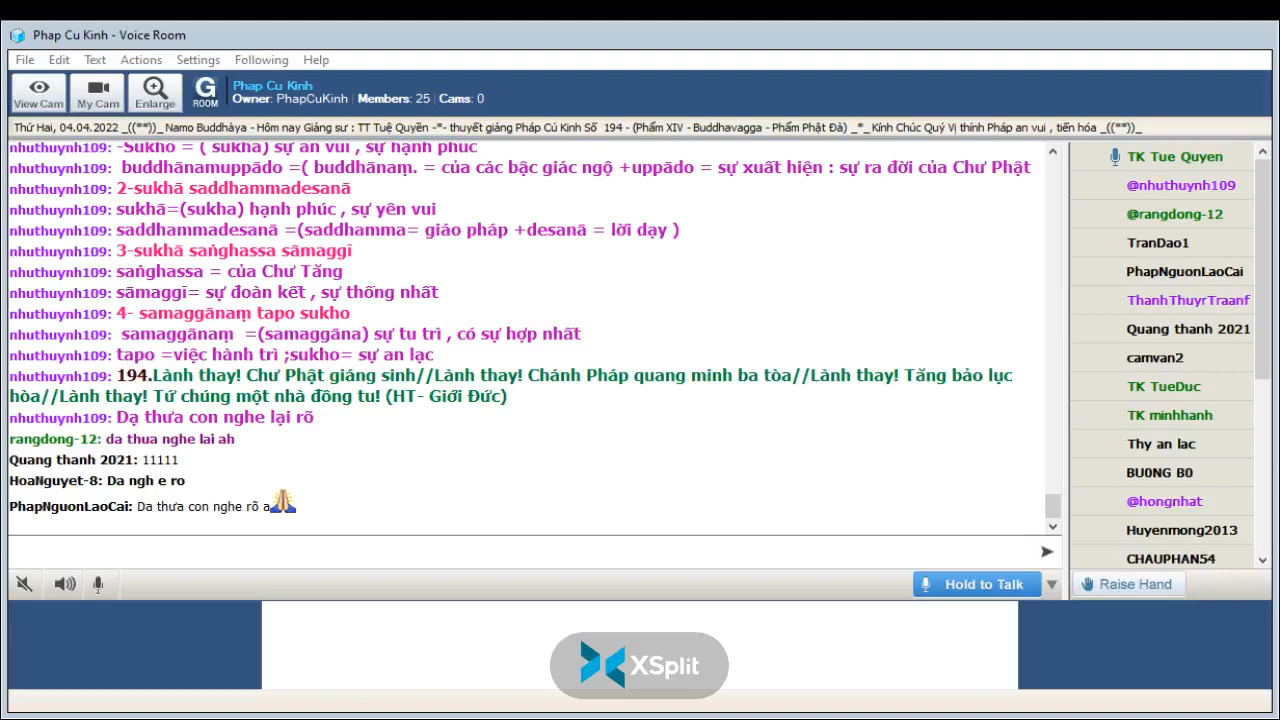 Phap Cu Kinh - Voice Room
File Edit Text Actions Settings Following Help
View Cam
My Cam
Enlarge
G
ROOM
Phap Cu Kinh
Owner: PhapCuKinh | Members: 25 | Cams: 0
Thứ Hai, 04.04.2022 _((**))_ Namo Buddhàya - Hôm nay Giảng sư : TT Tuệ Quyền -*- thuyết giảng Pháp Cú Kinh Số 194 - (Phẩm XIV - Buddhavagga - Phẩm Phật Đà) _*_ Kính Chúc Quý Vị thính Pháp an vui , tiến hóa _((**))_
nhuthuynh109: -Sukho = ( sukha) sự an vui , sự hạnh phúc
nhuthuynh109: buddhānamuppādo =( buddhānaṃ. = của các bậc giác ngộ +uppādo = sự xuất hiện : sự ra đời của Chư Phật
nhuthuynh109: 2-sukhā saddhammadesanā
nhuthuynh109: sukhā=(sukha) hạnh phúc , sự yên vui
nhuthuynh109: saddhammadesanā =(saddhamma= giáo pháp +desanā = lời dạy )
nhuthuynh109: 3-sukhā saṅghassa sāmaggī
nhuthuynh109: saṅghassa = của Chư Tăng
nhuthuynh109: sāmaggī= sự đoàn kết , sự thống nhất
nhuthuynh109: 4- samaggānaṃ tapo sukho
nhuthuynh109: samaggānaṃ =(samaggāna) sự tu trì , có sự hợp nhất
nhuthuynh109: tapo =việc hành trì ;sukho= sự an lạc
nhuthuynh109: 194.Lành thay! Chư Phật giáng sinh//Lành thay! Chánh Pháp quang minh ba tòa//Lành thay! Tăng bảo lục
hòa//Lành thay! Tứ chúng một nhà đồng tu! (HT- Giới Đức)
nhuthuynh109: Dạ thưa con nghe lại rõ
rangdong-12: da thua nghe lai ah
Quang thanh 2021: 11111
HoaNguyet-8: Da ngh e ro
PhapNguonLaoCai: Da thưa con nghe rõ a
TK Tue Quyen
@nhuthuynh109
@rangdong-12
TranDao1
PhapNguonLaoCai
ThanhThuyrTraanf
Quang thanh 2021
camvan2
TK TueDuc
TK minhhanh
Thy an lac
BU0NG B0
@hongnhat
Huyenmong2013
CHAUPHAN54
Hold to Talk
Raise Hand
XSplit